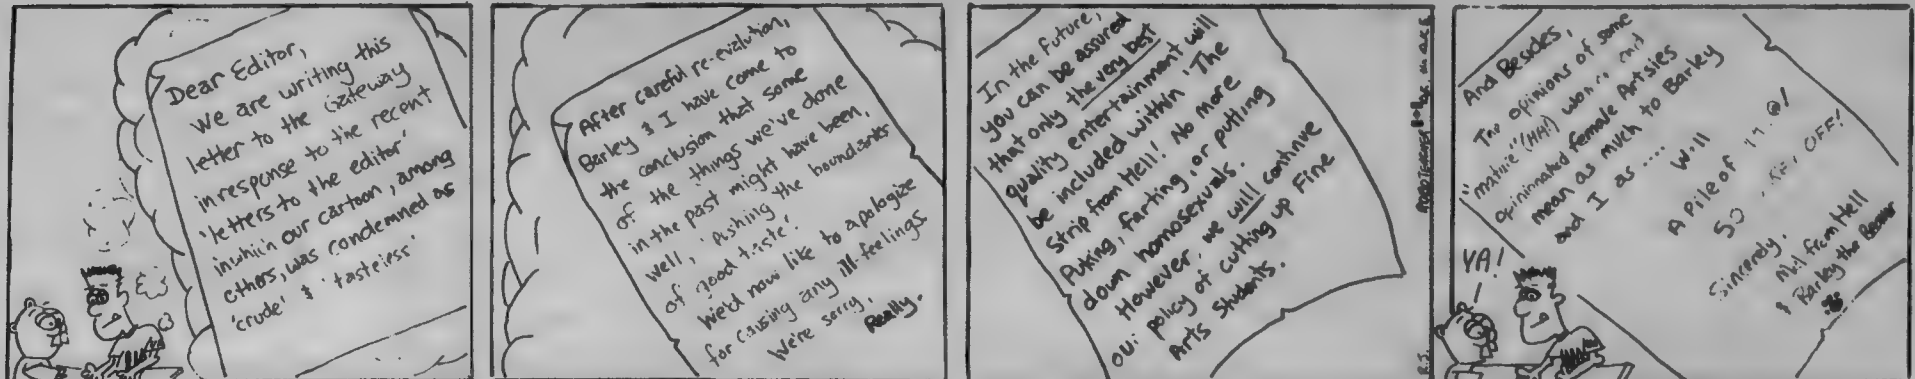 Dear Editor,
We are writing this
letter to the Gateway
in response to the recent
'letters to the editor'
in which our cartoon, among
others, was condemned as
'crude' & 'tasteless'
After careful re-evalution,
Barley & I have come to
the conclusion that some
of the things we've done
in the past might have been,
well, 'pushing the boundaries
of good taste'.
We'd now like to apologize
for causing any ill-feelings.
We're sorry.
Really.
In the future,
you can be assured
that only the very best
quality entertainment will
be included within 'The
Strip from Hell! No more
Puking, farting, or putting
down homosexuals.
However, we will continue
our policy of cutting up Fine
Arts Students.
R.S.
And Besides,
The opinions of some
"mature" (HA!)
opininated female Artsies
mean as much to Barley
and I as ....
A Pile of
SO OFF!
Sincerely,
from Hell
& Barley the Beaver
YA!